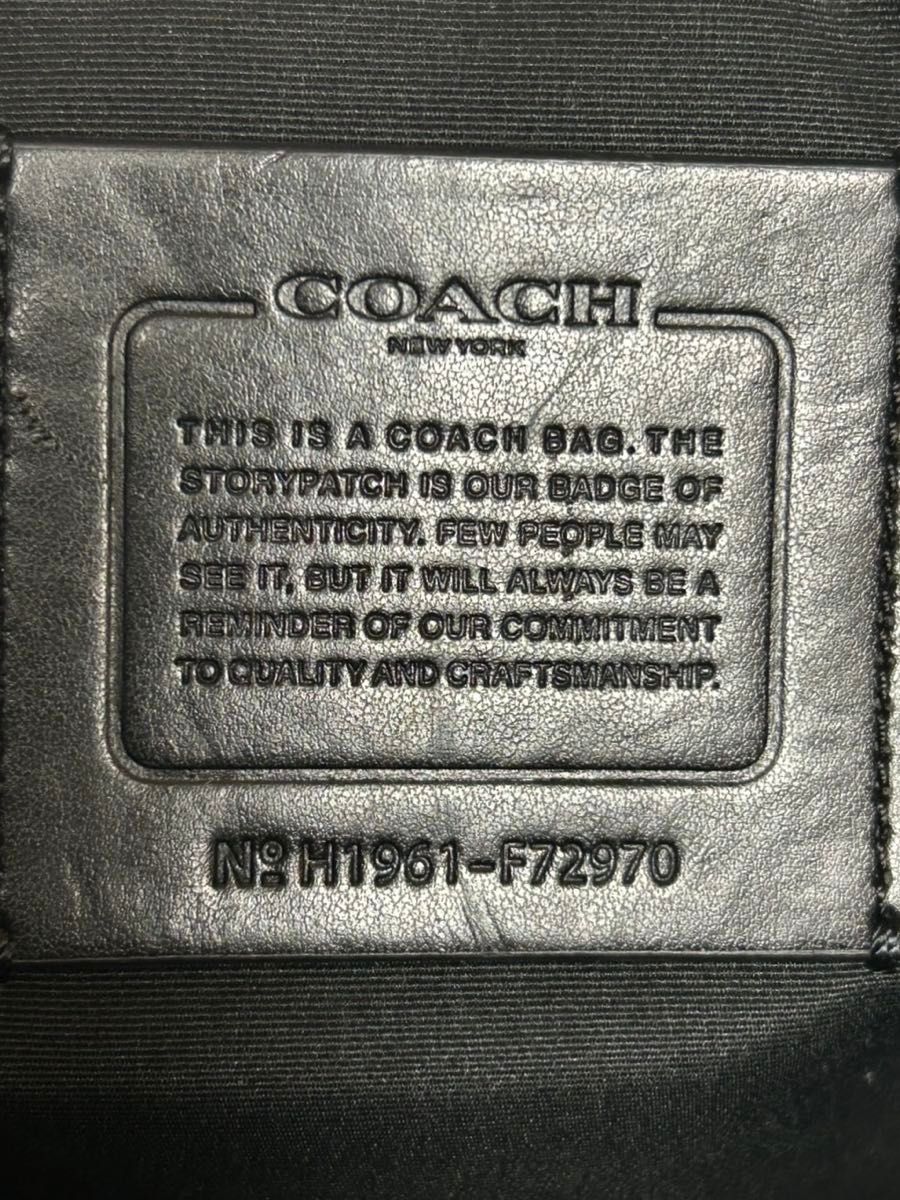 COACH
NEW YORK
THIS IS A COACH BAG. THE
STORYPATCH IS OUR BADGE OF
AUTHENTICITY. FEW PEOPLE MAY
SEE IT, BUT IT WILL ALWAYS BE A
REMINDER OF OUR COMMITMENT
TO QUALITY AND CRAFTSMANSHIP.
Nº H1961-F72970